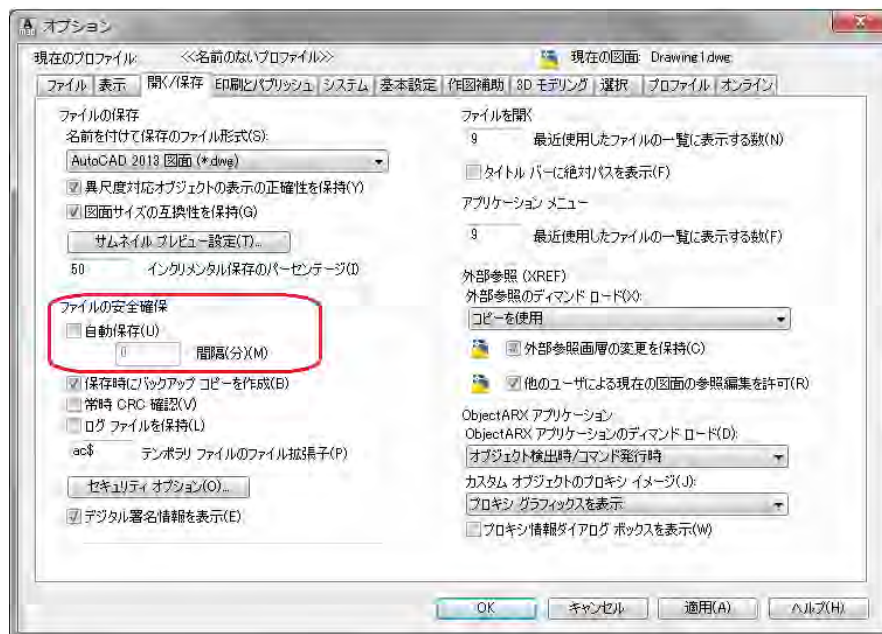 オプション
現在のプロファイル: <<名前のないプロファイル>> 現在の図面: Drawing1.dwg
ファイル 表示 開く/保存 印刷とパブリッシュ システム 基本設定 作図補助 3D モデリング 選択 プロファイル オンライン
ファイルの保存
名前を付けて保存のファイル形式(S):
AutoCAD 2013 図面 (*.dwg)
異尺度対応オブジェクトの表示の正確性を保持(Y)
図面サイズの互換性を保持(G)
サムネイル プレビュー設定(T)...
50 インクリメンタル保存のパーセンテージ(I)
ファイルの安全確保
自動保存(U)
0 間隔(分)(M)
保存時にバックアップ コピーを作成(B)
常時 CRC 確認(V)
ログ ファイルを保持(L)
ac$ テンポラリ ファイルのファイル拡張子(P)
セキュリティ オプション(O)...
デジタル署名情報を表示(E)
ファイルを開く
9 最近使用したファイルの一覧に表示する数(N)
タイトル バーに絶対パスを表示(F)
アプリケーション メニュー
9 最近使用したファイルの一覧に表示する数(F)
外部参照 (XREF)
外部参照のディマンド ロード(X):
コピーを使用
外部参照画層の変更を保持(C)
他のユーザによる現在の図面の参照編集を許可(R)
ObjectARX アプリケーション
ObjectARX アプリケーションのディマンド ロード(D):
オブジェクト検出時/コマンド発行時
カスタム オブジェクトのプロキシ イメージ(J):
プロキシ グラフィックスを表示
プロキシ情報ダイアログ ボックスを表示(W)
OK キャンセル 適用(A) ヘルプ(H)